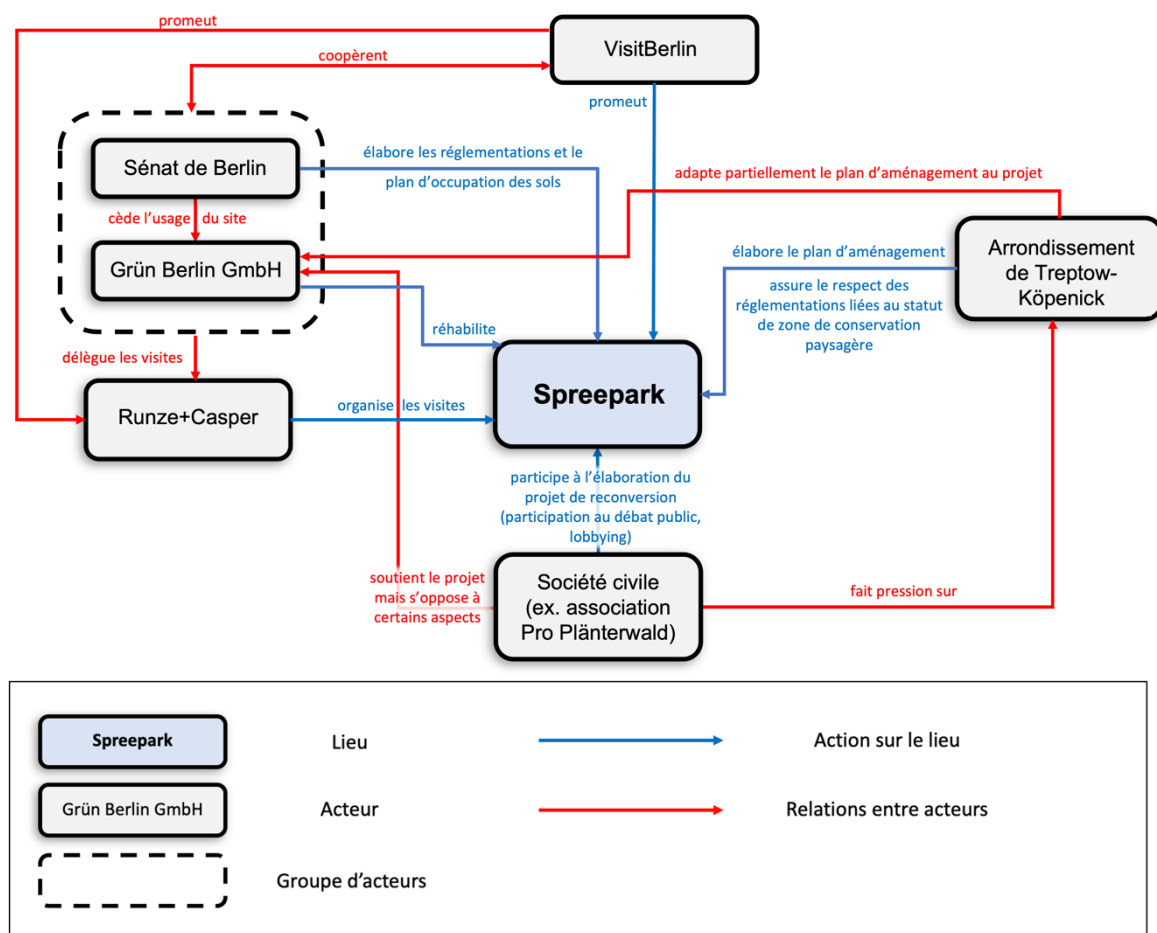 promeut
VisitBerlin
coopèrent
promeut
Sénat de Berlin
élabore les réglementations et le
plan d'occupation des sols
adapte partiellement le plan d'aménagement au projet
cède l'usage du site
Grün Berlin GmbH
élabore le plan d'aménagement
Arrondissement
de Treptow-
Köpenick
assure le respect des
réglementations liées au statut
de zone de conservation
paysagère
réhabilite
délègue les visites
Spreepark
Runze+Casper
organise les visites
participe à l'élaboration du
projet de reconversion
(participation au débat public,
lobbying)
soutient le projet
mais s'oppose à
certains aspects
Société civile
(ex. association
Pro Plänterwald)
fait pression sur
Spreepark
Lieu
Action sur le lieu
Grün Berlin GmbH
Acteur
Relations entre acteurs
Groupe d'acteurs